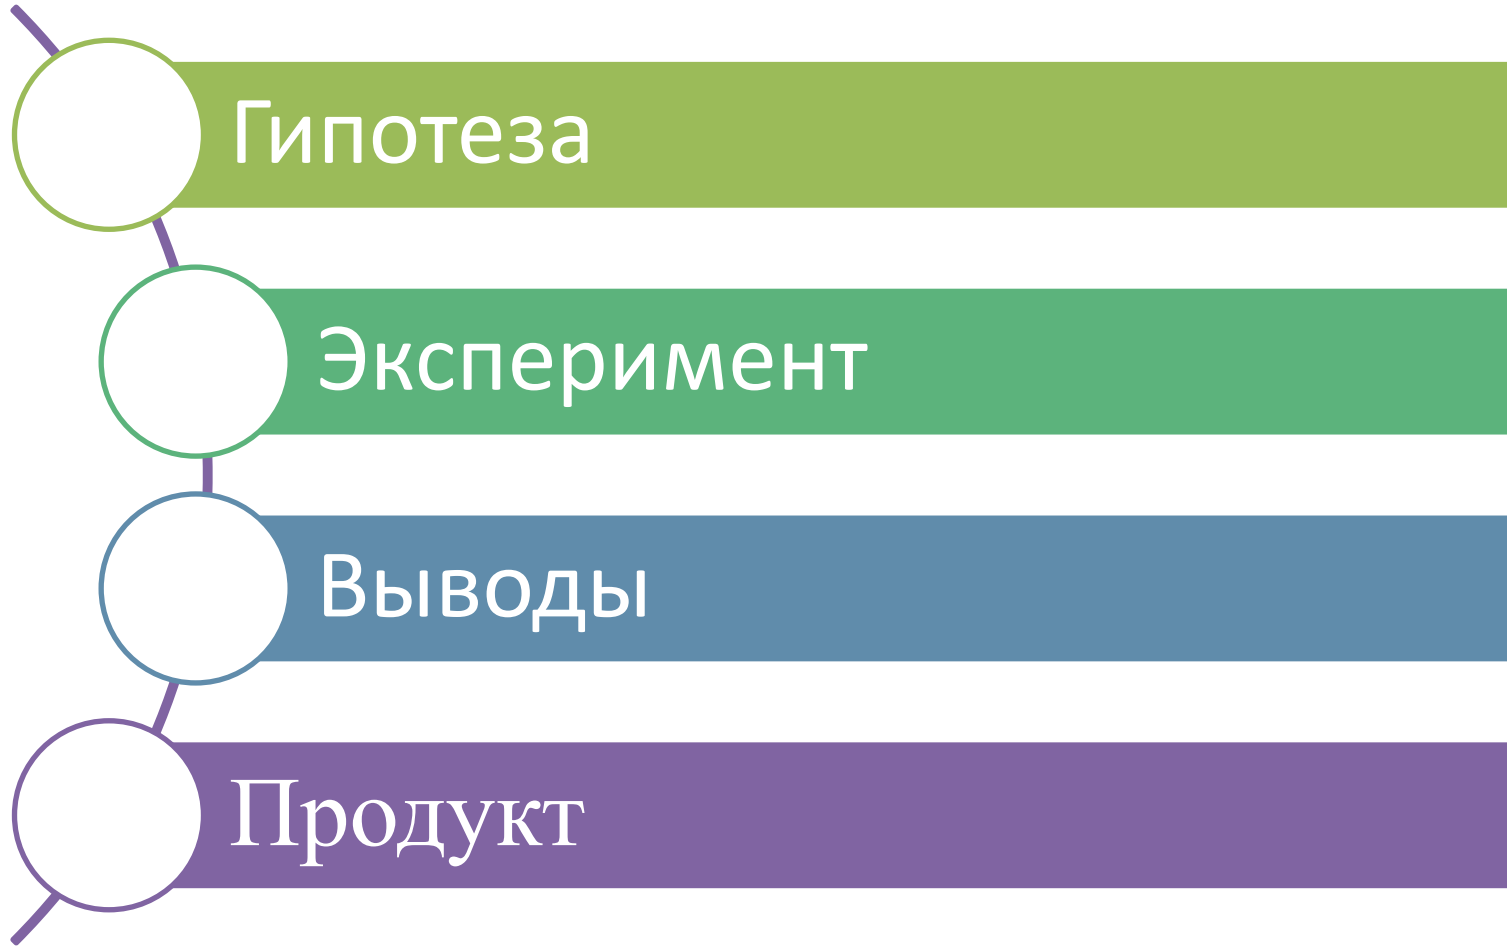 Гипотеза
Эксперимент
Выводы
Продукт